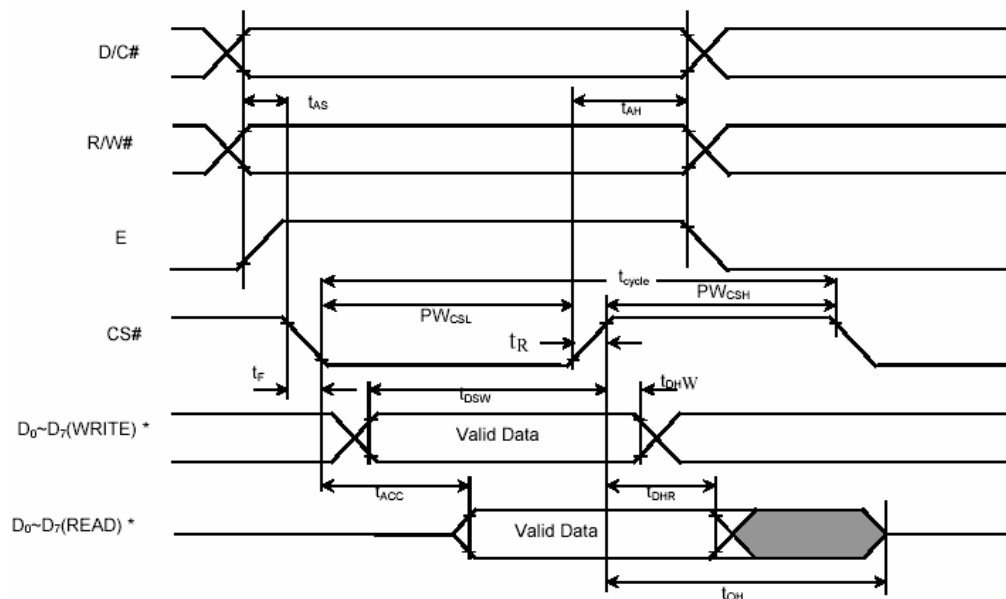 D/C#
tAS
tAH
R/W#
E
tcycle
PWCSL
PWCSH
CS#
tR
tF
tDSW
tDHW
D0~D7(WRITE) *
Valid Data
tACC
tDHR
D0~D7(READ) *
Valid Data
tOH